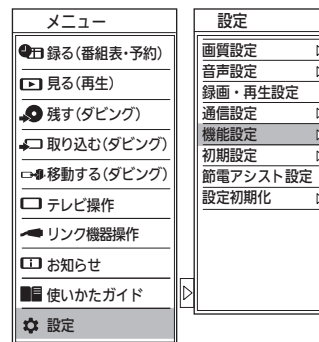 メニュー
録る(番組表・予約)
見る(再生)
残す(ダビング)
取り込む(ダビング)
移動する(ダビング)
テレビ操作
リンク機器操作
お知らせ
使いかたガイド
設定
設定
画質設定
音声設定
録画・再生設定
通信設定
機能設定
初期設定
節電アシスト設定
設定初期化